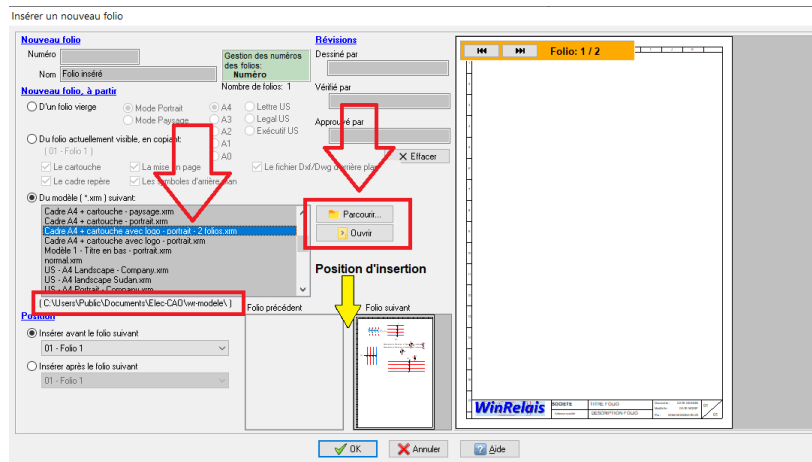 Insérer un nouveau folio
Nouveau folio
Numéro
Nom Folio inséré
Gestion des numéros
des folios:
Numéro
Nombre de folios: 1
Révisions
Dessiné par
Vérifié par
Approuvé par
Effacer
Nouveau folio, à partir
D'un folio vierge
Mode Portrait
Mode Paysage
A4
A3
A2
A1
A0
Lettre US
Legal US
Exécutif US
Du folio actuellement visible, en copiant:
( 01 - Folio 1 )
Le cartouche
La mise en page
Le fichier Dxf/Dwg d'arrière plan
Le cadre repère
Les symboles d'arrière plan
Du modèle ( *.xrm ) suivant:
Cadre A4 + cartouche - paysage.xrm
Cadre A4 + cartouche - portrait.xrm
Cadre A4 + cartouche avec logo - portrait - 2 folios.xrm
Cadre A4 + cartouche avec logo - portrait.xrm
Modèle 1 - Titre en bas - portrait.xrm
normal.xrm
US - A4 Landscape - Company.xrm
US - A4 landscape Sudan.xrm
US - A4 Portrait - Company.xrm
( C:\Users\Public\Documents\Elec-CAO\wr-modele\ )
Parcourir...
Ouvrir
Position d'insertion
Folio précédent
Folio suivant
Position
Insérer avant le folio suivant
01 - Folio 1
Insérer après le folio suivant
01 - Folio 1
Folio: 1 / 2
WinRelais
SOCIETE
TITRE FOLIO
DESCRIPTION FOLIO
01
01
OK
Annuler
Aide